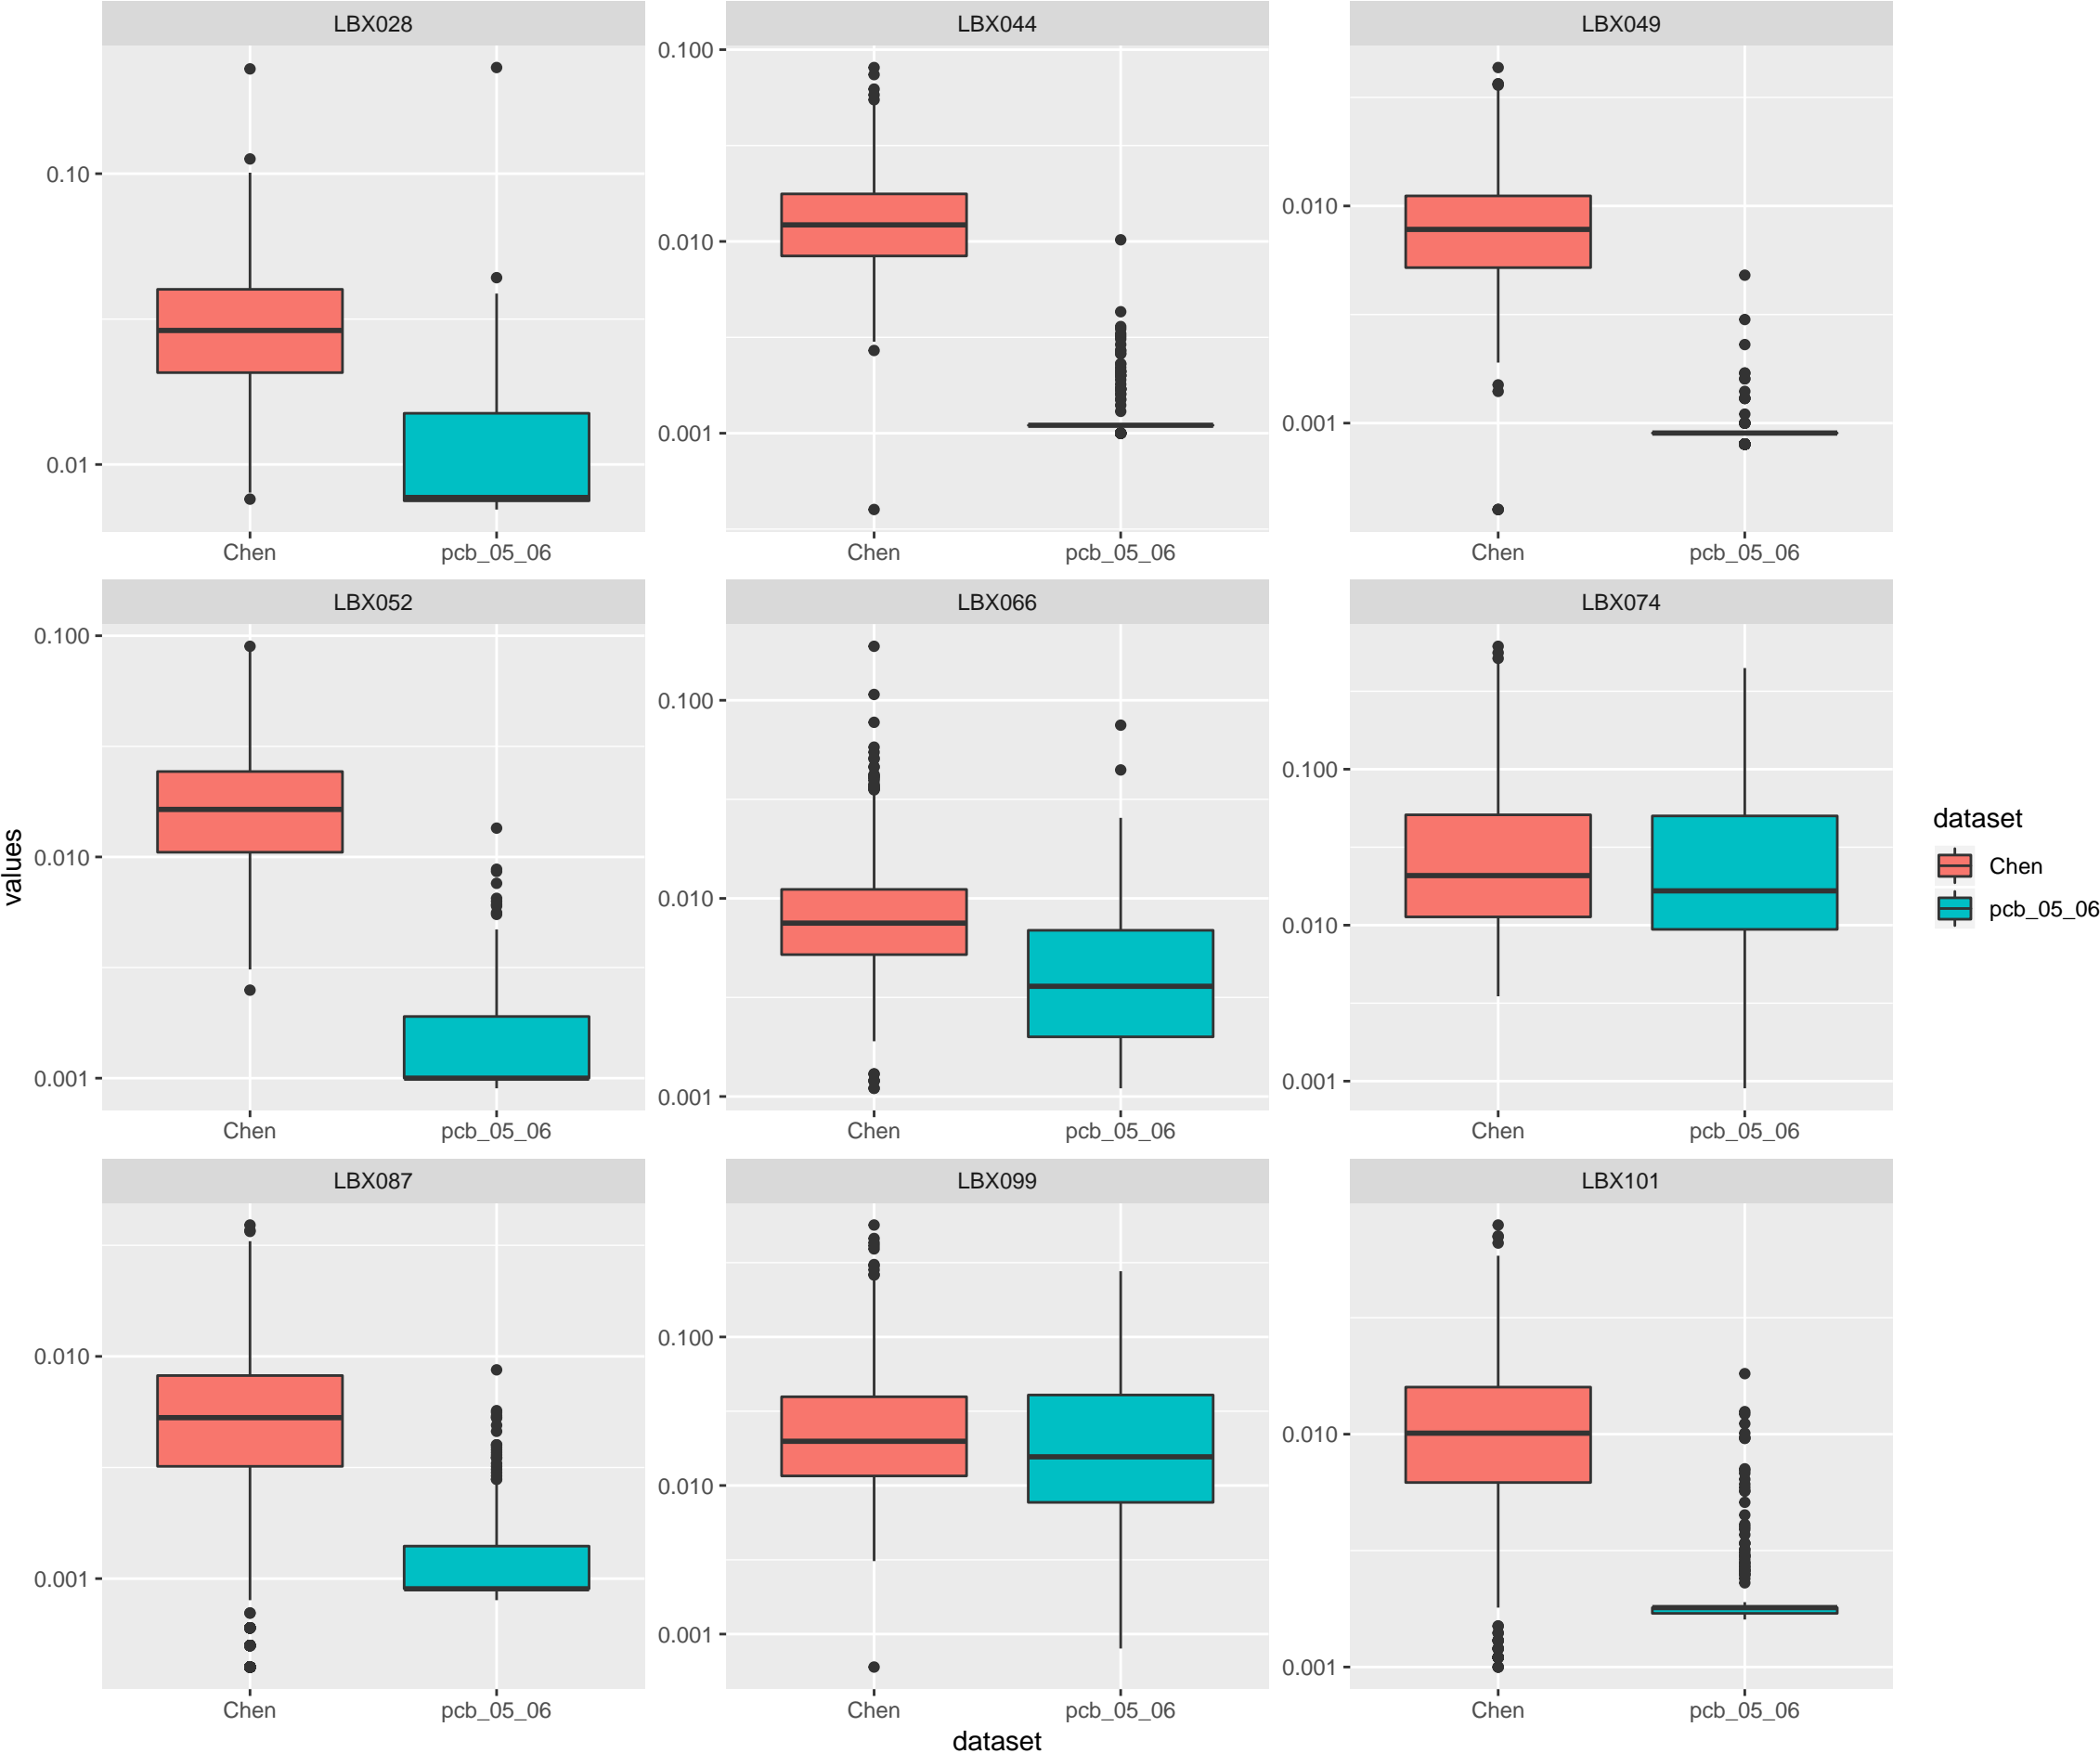 LBX028
LBX044
LBX049
0.10
0.01
0.100
0.010
0.001
0.010
0.001
Chen
pcb_05_06
Chen
pcb_05_06
Chen
pcb_05_06
LBX052
LBX066
LBX074
0.100
0.010
0.001
0.100
0.010
0.001
0.100
0.010
0.001
Chen
pcb_05_06
Chen
pcb_05_06
Chen
pcb_05_06
LBX087
LBX099
LBX101
0.010
0.001
0.100
0.010
0.001
0.010
0.001
Chen
pcb_05_06
Chen
pcb_05_06
Chen
pcb_05_06
values
dataset
dataset
Chen
pcb_05_06